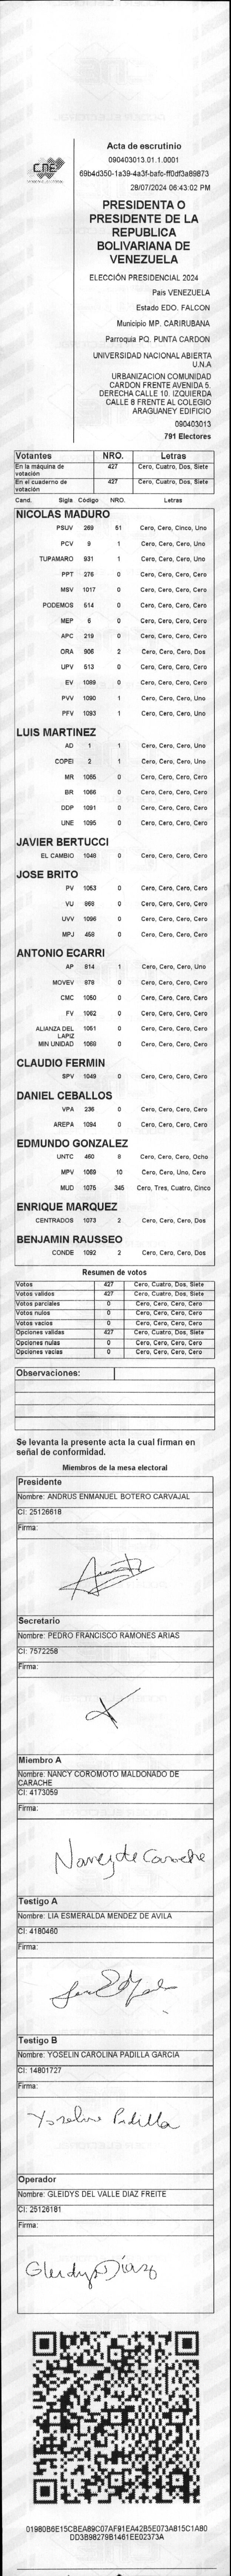 CNE
Acta de escrutinio
090403013.01.1.0001
69b4d350-1a39-4a3f-bafc-ff0df3a89873
28/07/2024 06:43:02 PM
PRESIDENTA O
PRESIDENTE DE LA
REPUBLICA
BOLIVARIANA DE
VENEZUELA
ELECCIÓN PRESIDENCIAL 2024
Pais VENEZUELA
Estado EDO. FALCON
Municipio MP. CARIRUBANA
Parroquia PQ. PUNTA CARDON
UNIVERSIDAD NACIONAL ABIERTA
U.N.A
URBANIZACION COMUNIDAD
CARDON FRENTE AVENIDA 5.
DERECHA CALLE 10. IZQUIERDA
CALLE 8 FRENTE AL COLEGIO
ARAGUANEY EDIFICIO
090403013
791 Electores
Votantes NRO. Letras
En la máquina de votación 427 Cero, Cuatro, Dos, Siete
En el cuaderno de votación 427 Cero, Cuatro, Dos, Siete
Cand. Sigla Código NRO. Letras
NICOLAS MADURO
PSUV 269 51 Cero, Cero, Cinco, Uno
PCV 9 1 Cero, Cero, Cero, Uno
TUPAMARO 931 1 Cero, Cero, Cero, Uno
PPT 276 0 Cero, Cero, Cero, Cero
MSV 1017 0 Cero, Cero, Cero, Cero
PODEMOS 514 0 Cero, Cero, Cero, Cero
MEP 6 0 Cero, Cero, Cero, Cero
APC 219 0 Cero, Cero, Cero, Cero
ORA 906 2 Cero, Cero, Cero, Dos
UPV 513 0 Cero, Cero, Cero, Cero
EV 1089 0 Cero, Cero, Cero, Cero
PVV 1090 1 Cero, Cero, Cero, Uno
PFV 1093 1 Cero, Cero, Cero, Uno
LUIS MARTINEZ
AD 1 1 Cero, Cero, Cero, Uno
COPEI 2 1 Cero, Cero, Cero, Uno
MR 1065 0 Cero, Cero, Cero, Cero
BR 1066 0 Cero, Cero, Cero, Cero
DDP 1091 0 Cero, Cero, Cero, Cero
UNE 1095 0 Cero, Cero, Cero, Cero
JAVIER BERTUCCI
EL CAMBIO 1048 0 Cero, Cero, Cero, Cero
JOSE BRITO
PV 1053 0 Cero, Cero, Cero, Cero
VU 868 0 Cero, Cero, Cero, Cero
UVV 1096 0 Cero, Cero, Cero, Cero
MPJ 458 0 Cero, Cero, Cero, Cero
ANTONIO ECARRI
AP 814 1 Cero, Cero, Cero, Uno
MOVEV 978 0 Cero, Cero, Cero, Cero
CMC 1050 0 Cero, Cero, Cero, Cero
FV 1052 0 Cero, Cero, Cero, Cero
ALIANZA DEL LAPIZ 1051 0 Cero, Cero, Cero, Cero
MIN UNIDAD 1068 0 Cero, Cero, Cero, Cero
CLAUDIO FERMIN
SPV 1049 0 Cero, Cero, Cero, Cero
DANIEL CEBALLOS
VPA 236 0 Cero, Cero, Cero, Cero
AREPA 1094 0 Cero, Cero, Cero, Cero
EDMUNDO GONZALEZ
UNTC 460 8 Cero, Cero, Cero, Ocho
MPV 1069 10 Cero, Cero, Uno, Cero
MUD 1075 345 Cero, Tres, Cuatro, Cinco
ENRIQUE MARQUEZ
CENTRADOS 1073 2 Cero, Cero, Cero, Dos
BENJAMIN RAUSSEO
CONDE 1092 2 Cero, Cero, Cero, Dos
Resumen de votos
Votos 427 Cero, Cuatro, Dos, Siete
Votos validos 427 Cero, Cuatro, Dos, Siete
Votos parciales 0 Cero, Cero, Cero, Cero
Votos nulos 0 Cero, Cero, Cero, Cero
Votos vacios 0 Cero, Cero, Cero, Cero
Opciones validas 427 Cero, Cuatro, Dos, Siete
Opciones nulas 0 Cero, Cero, Cero, Cero
Opciones vacias 0 Cero, Cero, Cero, Cero
Observaciones:
Se levanta la presente acta la cual firman en
señal de conformidad.
Miembros de la mesa electoral
Presidente
Nombre: ANDRUS ENMANUEL BOTERO CARVAJAL
CI: 25126618
Firma:
Secretario
Nombre: PEDRO FRANCISCO RAMONES ARIAS
CI: 7572258
Firma:
Miembro A
Nombre: NANCY COROMOTO MALDONADO DE
CARACHE
CI: 4173059
Firma:
Nancy de Carache
Testigo A
Nombre: LIA ESMERALDA MENDEZ DE AVILA
CI: 4180460
Firma:
Testigo B
Nombre: YOSELIN CAROLINA PADILLA GARCIA
CI: 14801727
Firma:
Yoselin Padilla
Operador
Nombre: GLEIDYS DEL VALLE DIAZ FREITE
CI: 25126181
Firma:
Gleidys Diaz
01980B6E15CBEA89C07AF91EA42B5E073A815C1A80
DD3B98279B1461EE02373A